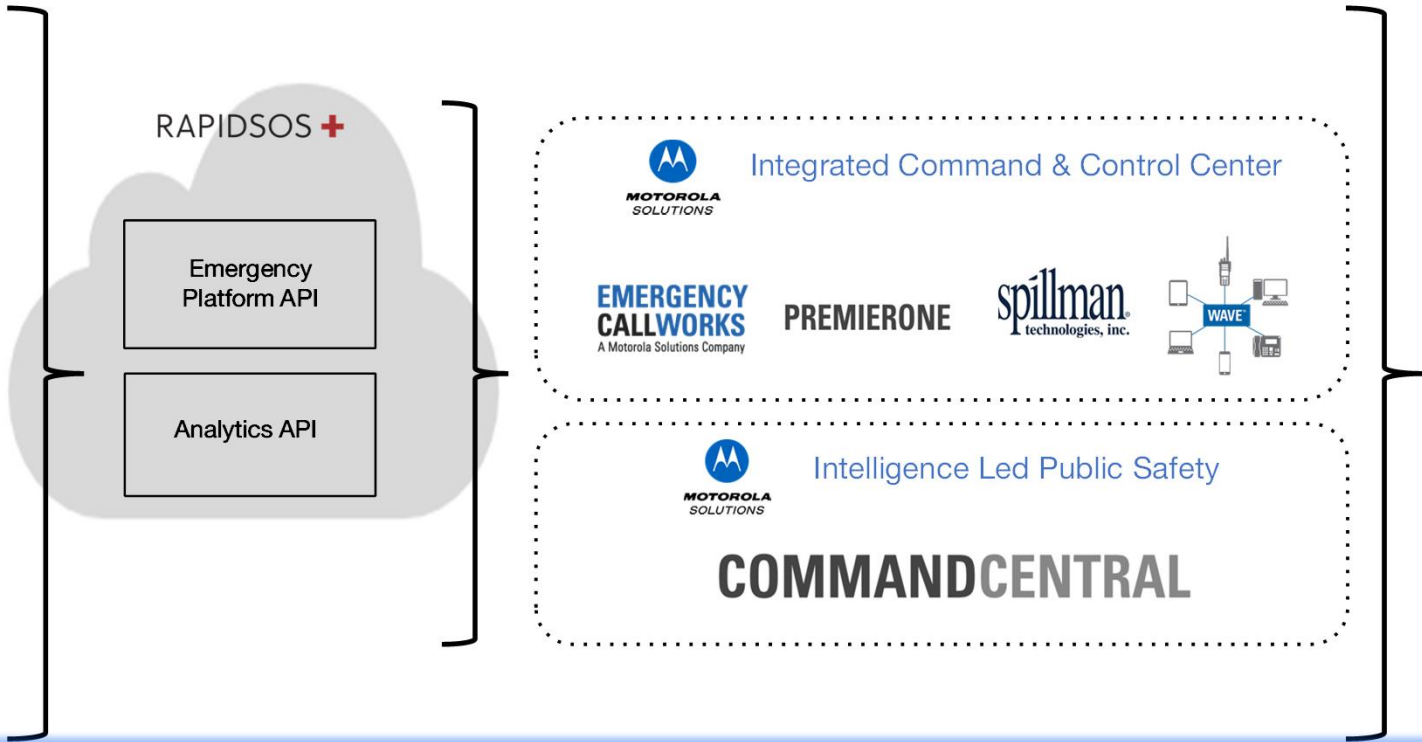 RAPIDSOS
Emergency
Platform API
Analytics API
MOTOROLA
SOLUTIONS
Integrated Command & Control Center
EMERGENCY
CALLWORKS
A Motorola Solutions Company
PREMIERONE
spillman®
technologies, inc.
WAVE™
MOTOROLA
SOLUTIONS
Intelligence Led Public Safety
COMMANDCENTRAL